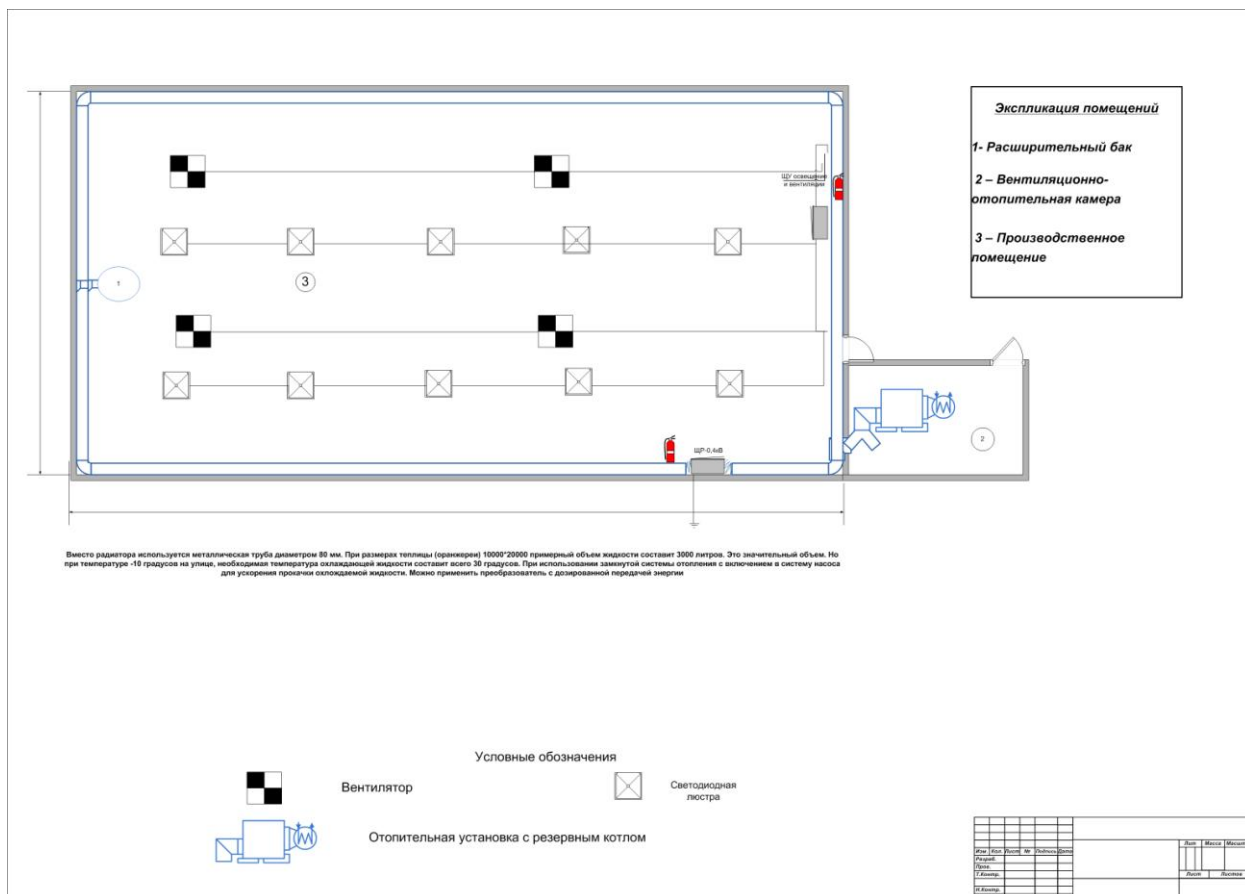 Экспликация помещений
1- Расширительный бак
2 – Вентиляционно-
отопительная камера
3 – Производственное
помещение
ЩУ освещения
и вентиляции
1
3
2
ЩР-0,4кВ
Вместо радиатора используется металлическая труба диаметром 80 мм. При размерах теплицы (оранжереи) 10000*20000 примерный объем жидкости составит 3000 литров. Это значительный объем. Но
при температуре -10 градусов на улице, необходимая температура охлаждающей жидкости составит всего 30 градусов. При использовании замкнутой системы отопления с включением в систему насоса
для ускорения прокачки охлождаемой жидкости. Можно применить преобразователь с дозированной передачей энергии
Условные обозначения
Вентилятор
Светодиодная
люстра
Отопительная установка с резервным котлом
Лит Масса
Изм Кол Лист № Подпись Дата
Разраб.
Пров.
Т.Контр.
Лист Листов
Н.Контр.